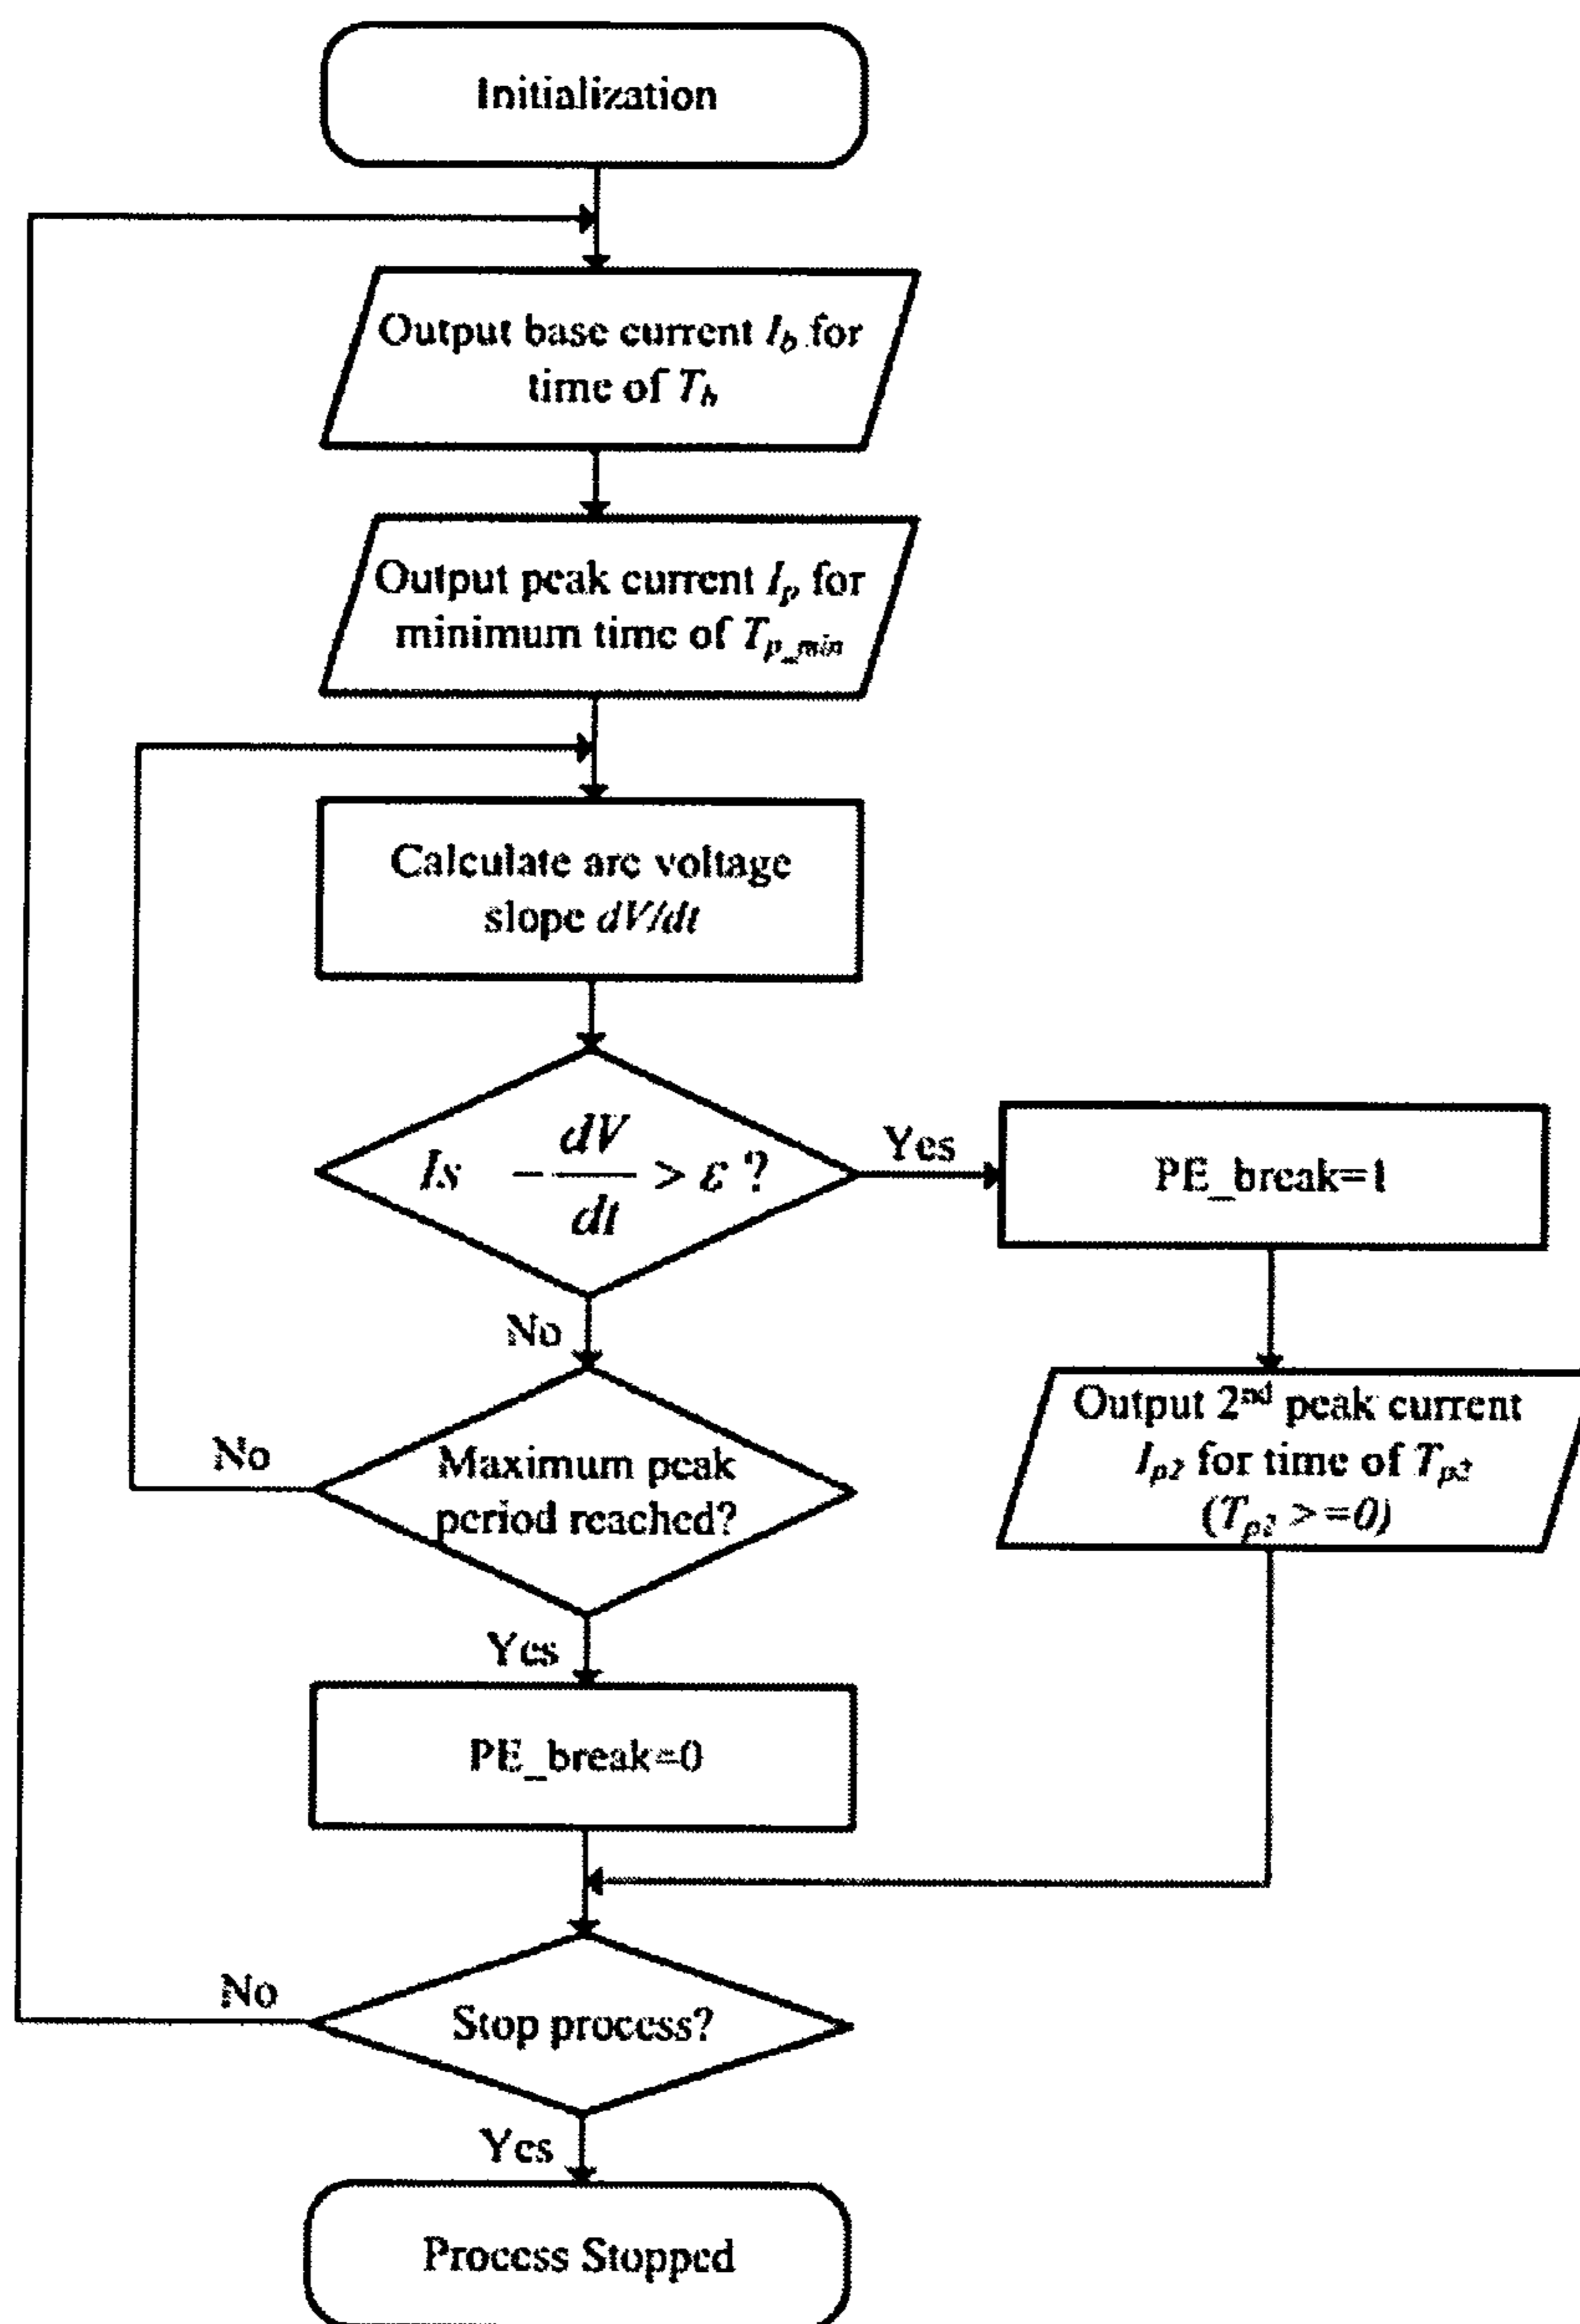 Initialization
Output base current I_b for
time of T_b
Output peak current I_p for
minimum time of T_p_min
Calculate arc voltage
slope dV/dt
Is -dV/dt > ε ?
Yes
PE_break=1
No
Output 2nd peak current
I_p2 for time of T_p2
(T_p2 >=0)
No
Maximum peak
period reached?
Yes
PE_break=0
No
Stop process?
Yes
Process Stopped